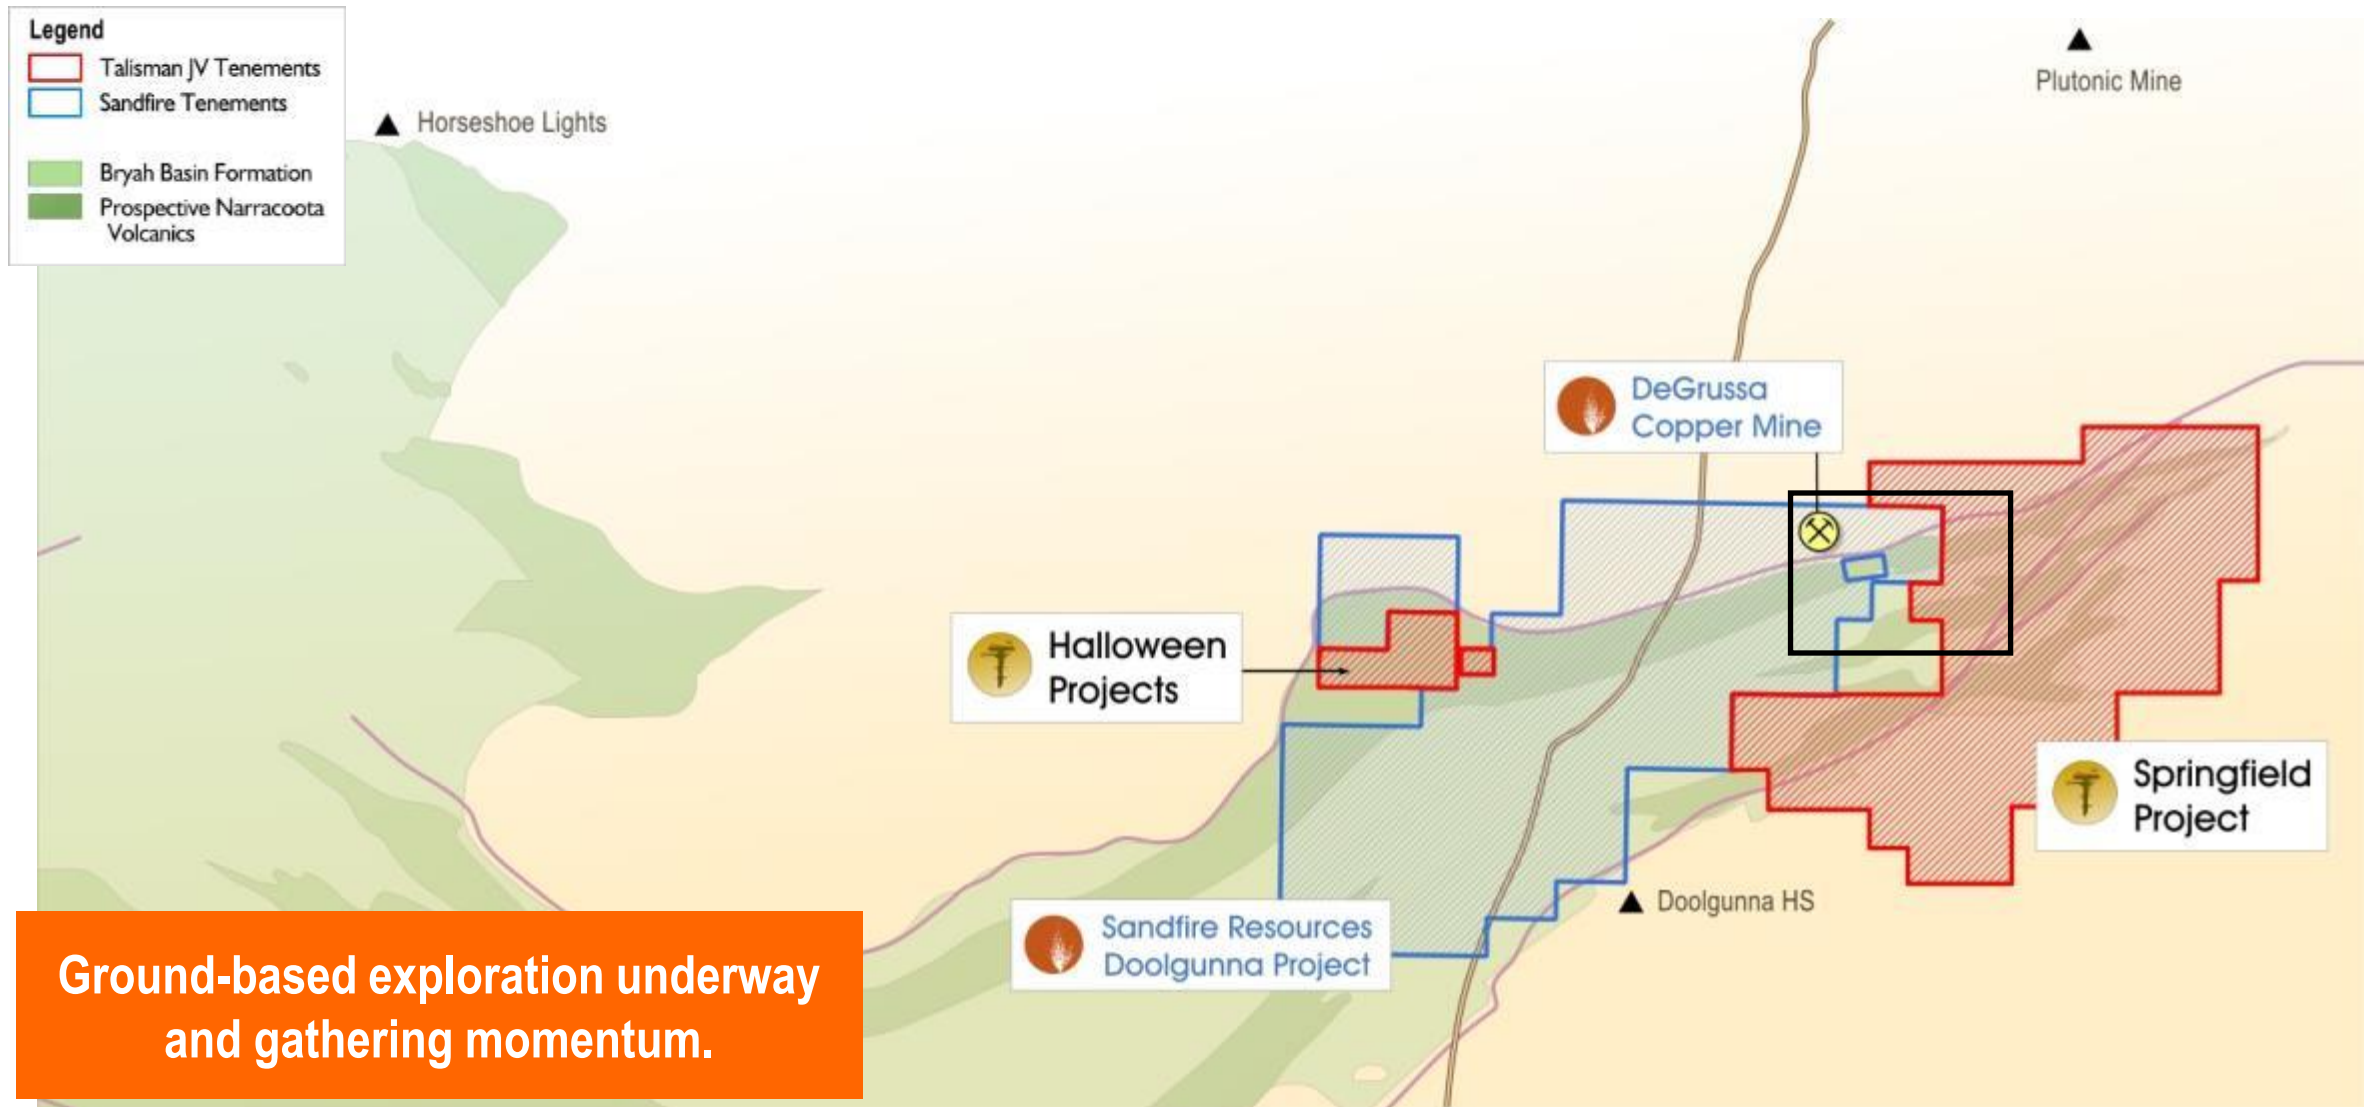 Legend
Talisman JV Tenements
Sandfire Tenements
Bryah Basin Formation
Prospective Narracoota
Volcanics
Horseshoe Lights
Plutonic Mine
DeGrussa
Copper Mine
Halloween
Projects
Springfield
Project
Doolgunna HS
Sandfire Resources
Doolgunna Project
Ground-based exploration underway
and gathering momentum.